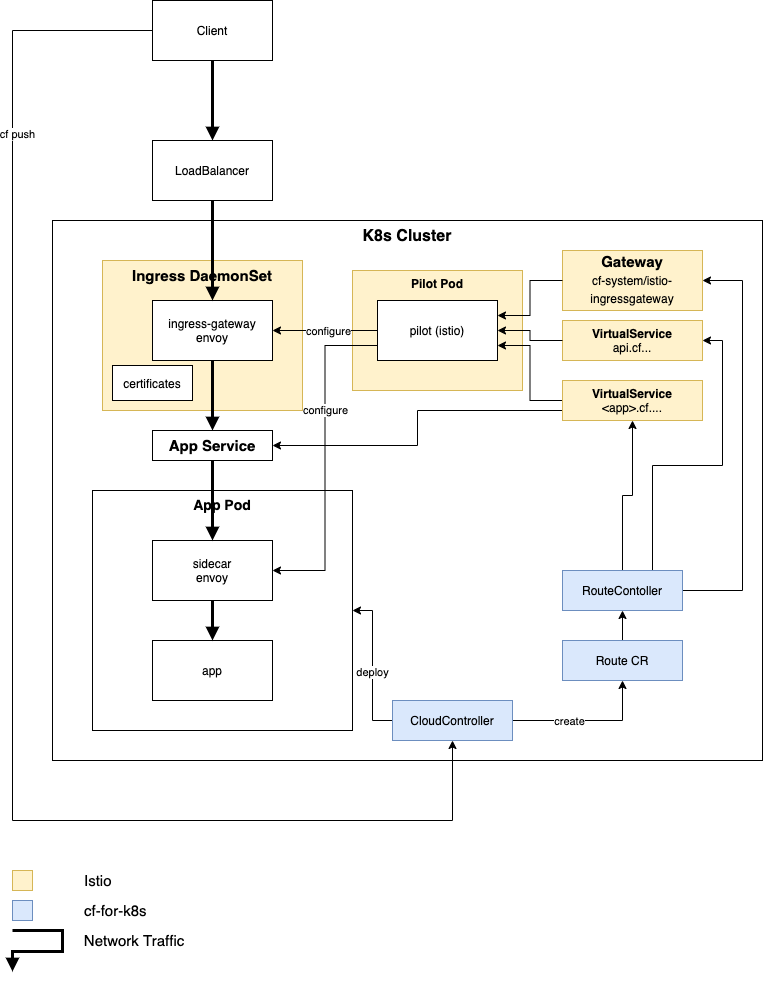 Client
cf push
LoadBalancer
K8s Cluster
Ingress DaemonSet
ingress-gateway
envoy
certificates
configure
Pilot Pod
pilot (istio)
Gateway
cf-system/istio-
ingressgateway
VirtualService
api.cf...
VirtualService
<app>.cf....
configure
App Service
App Pod
sidecar
envoy
app
deploy
RouteContoller
Route CR
CloudController
create
Istio
cf-for-k8s
Network Traffic